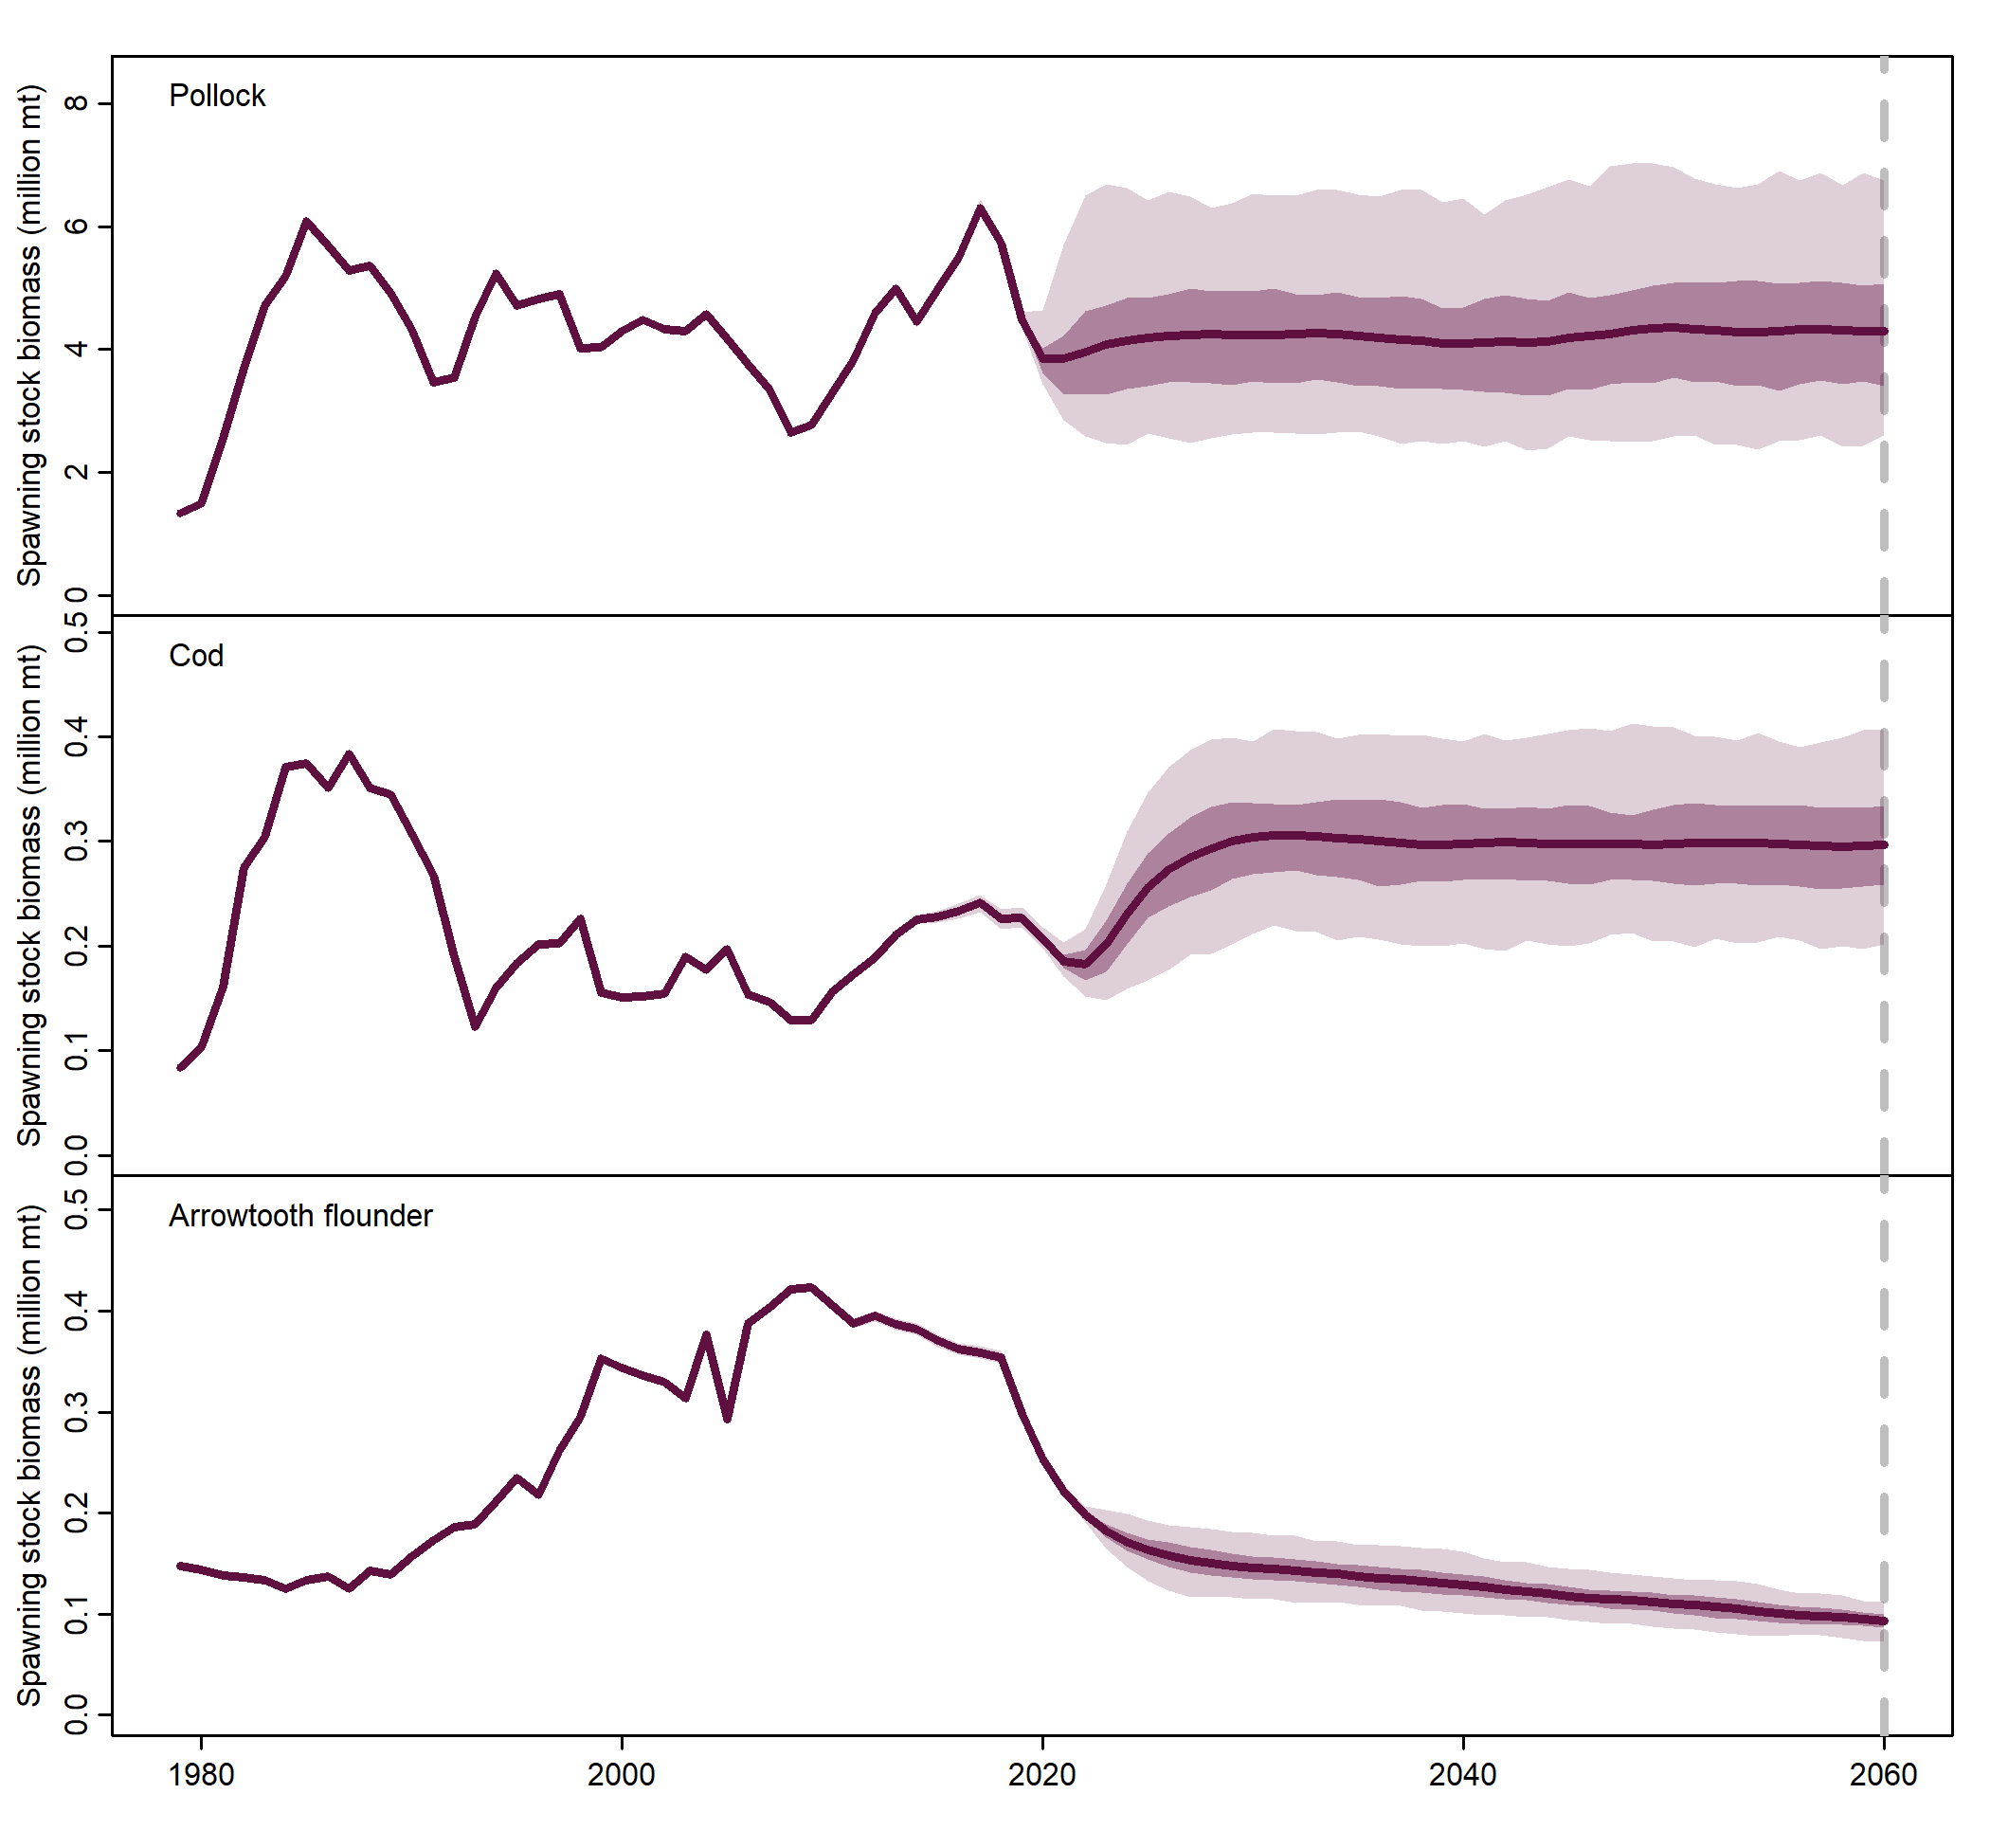 Pollock
Spawning stock biomass (million mt)
8
6
4
2
0
Cod
Spawning stock biomass (million mt)
0.5
0.4
0.3
0.2
0.1
0.0
Arrowtooth flounder
Spawning stock biomass (million mt)
0.5
0.4
0.3
0.2
0.1
0.0
1980 2000 2020 2040 2060